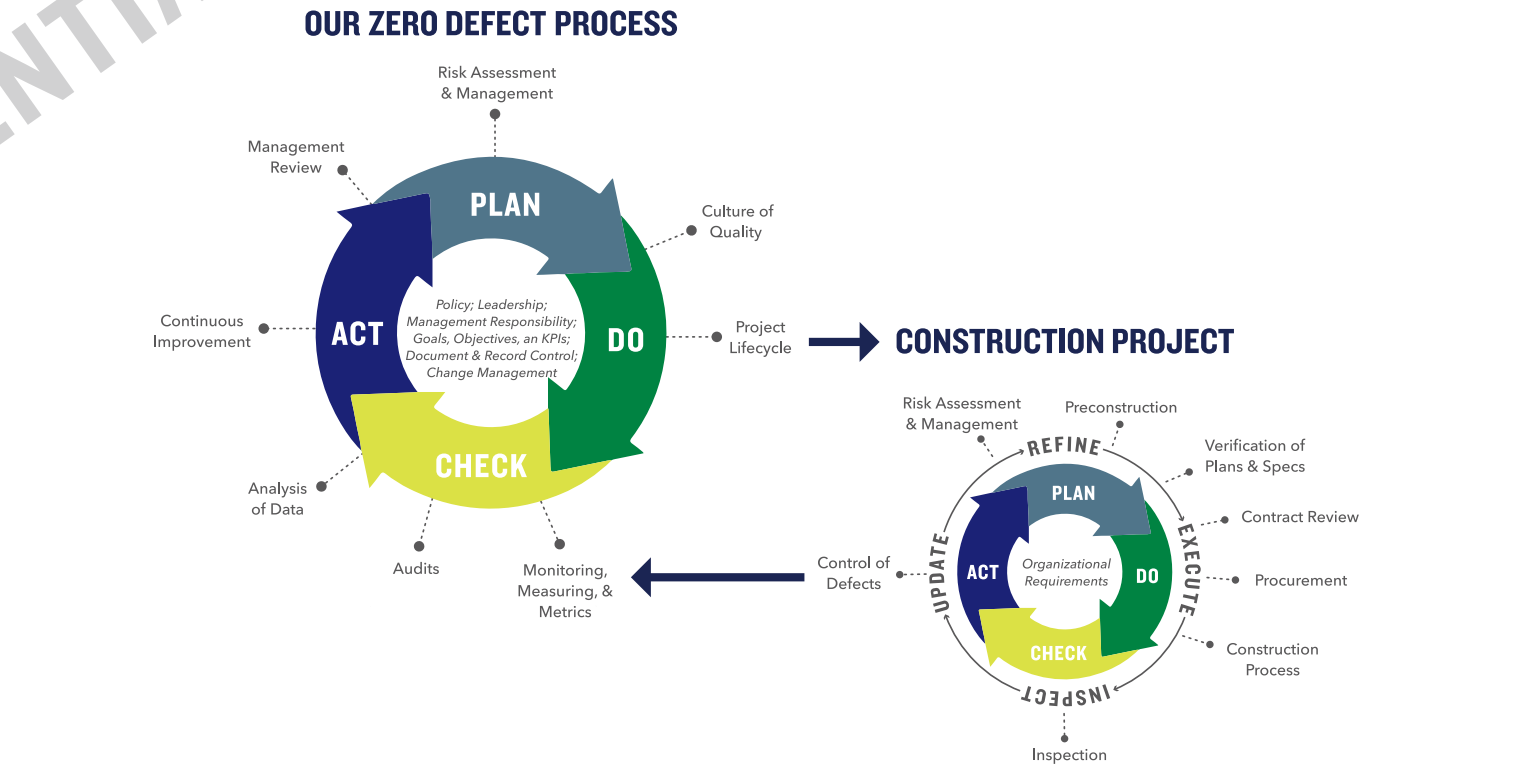 OUR ZERO DEFECT PROCESS
Risk Assessment
& Management
Management
Review
PLAN
Culture of
Quality
Policy; Leadership;
Management Responsibility;
Goals, Objectives, an KPIs;
Document & Record Control;
Change Management
Continuous
Improvement
ACT
DO
Project
Lifecycle
CHECK
Analysis
of Data
Audits
Monitoring,
Measuring, &
Metrics
CONSTRUCTION PROJECT
Risk Assessment
& Management
Preconstruction
REFINE
Verification of
Plans & Specs
PLAN
Contract Review
EXECUTE
Control of
Defects
UPDATE
ACT
Organizational
Requirements
DO
Procurement
CHECK
Construction
Process
INSPECT
Inspection